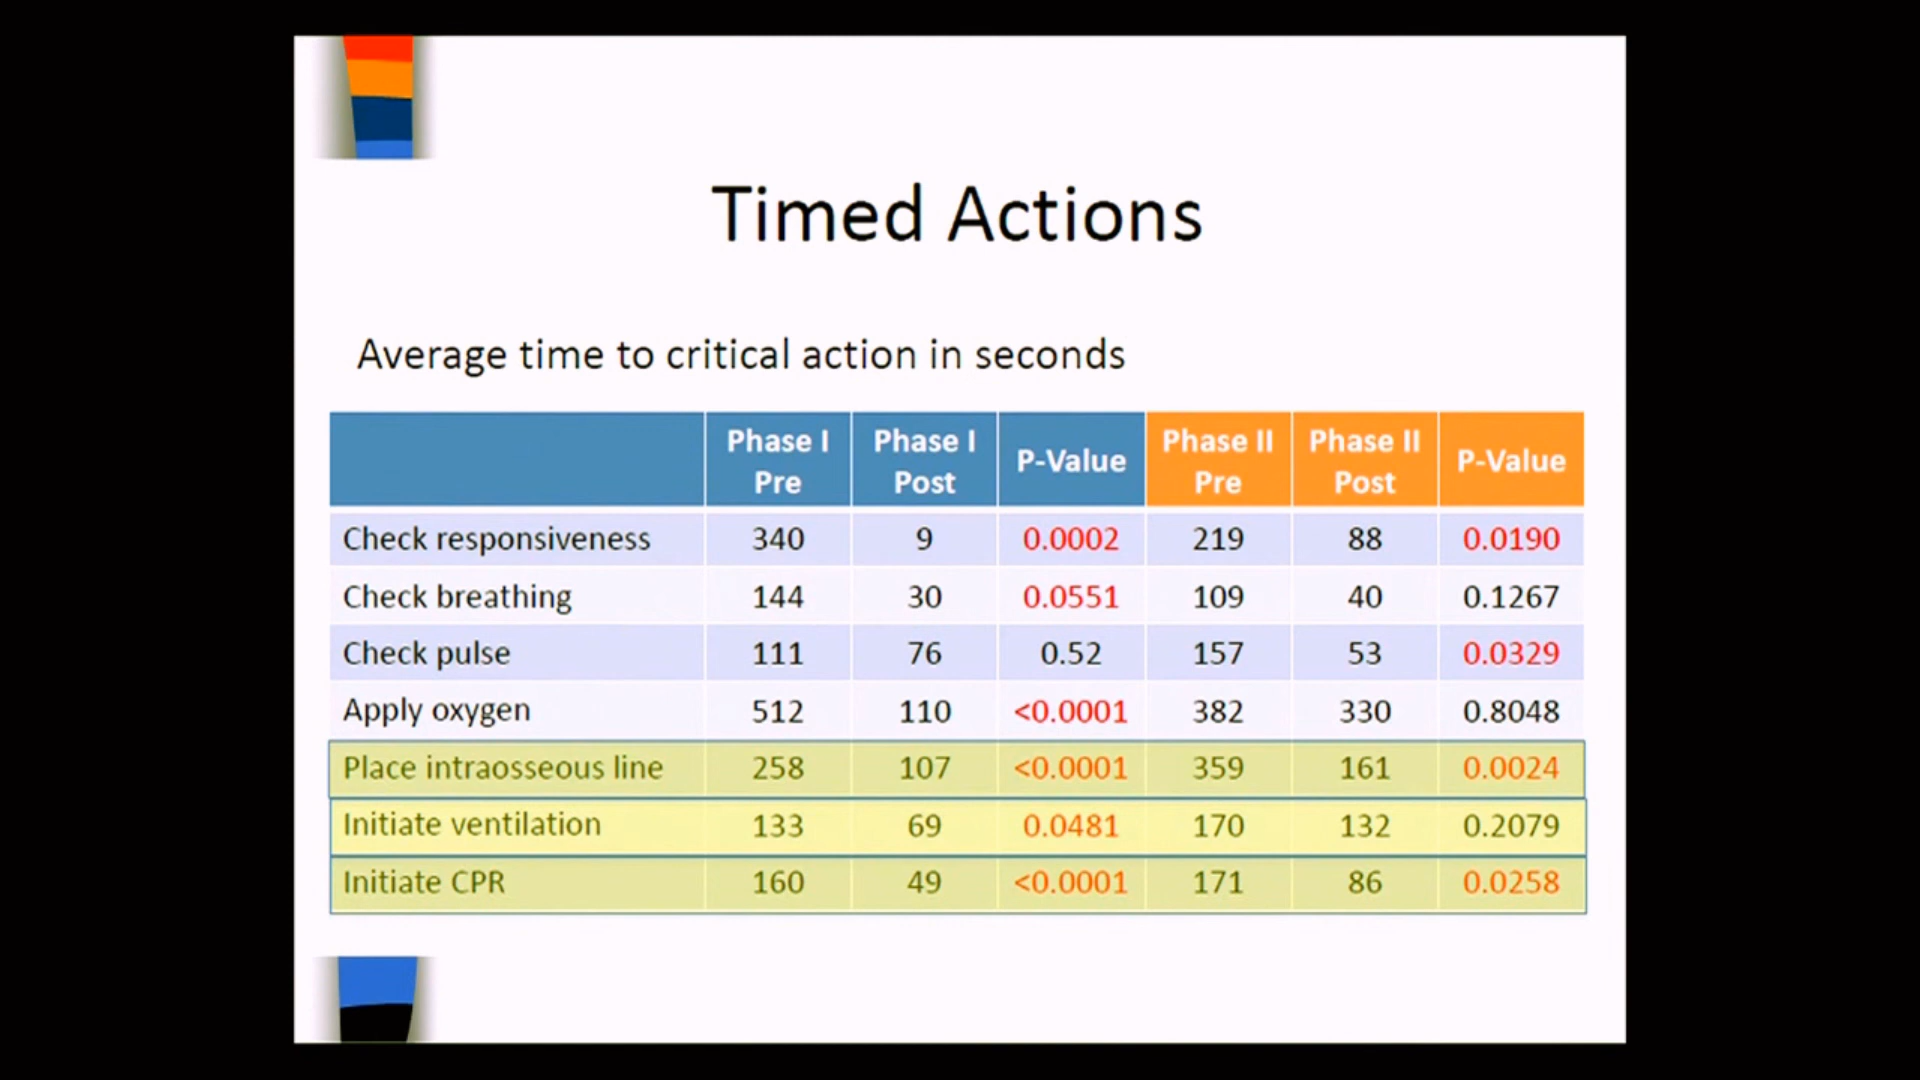 Timed Actions
Average time to critical action in seconds
Phase I Pre Phase I Post P-Value Phase II Pre Phase II Post P-Value
Check responsiveness 340 9 0.0002 219 88 0.0190
Check breathing 144 30 0.0551 109 40 0.1267
Check pulse 111 76 0.52 157 53 0.0329
Apply oxygen 512 110 <0.0001 382 330 0.8048
Place intraosseous line 258 107 <0.0001 359 161 0.0024
Initiate ventilation 133 69 0.0481 170 132 0.2079
Initiate CPR 160 49 <0.0001 171 86 0.0258